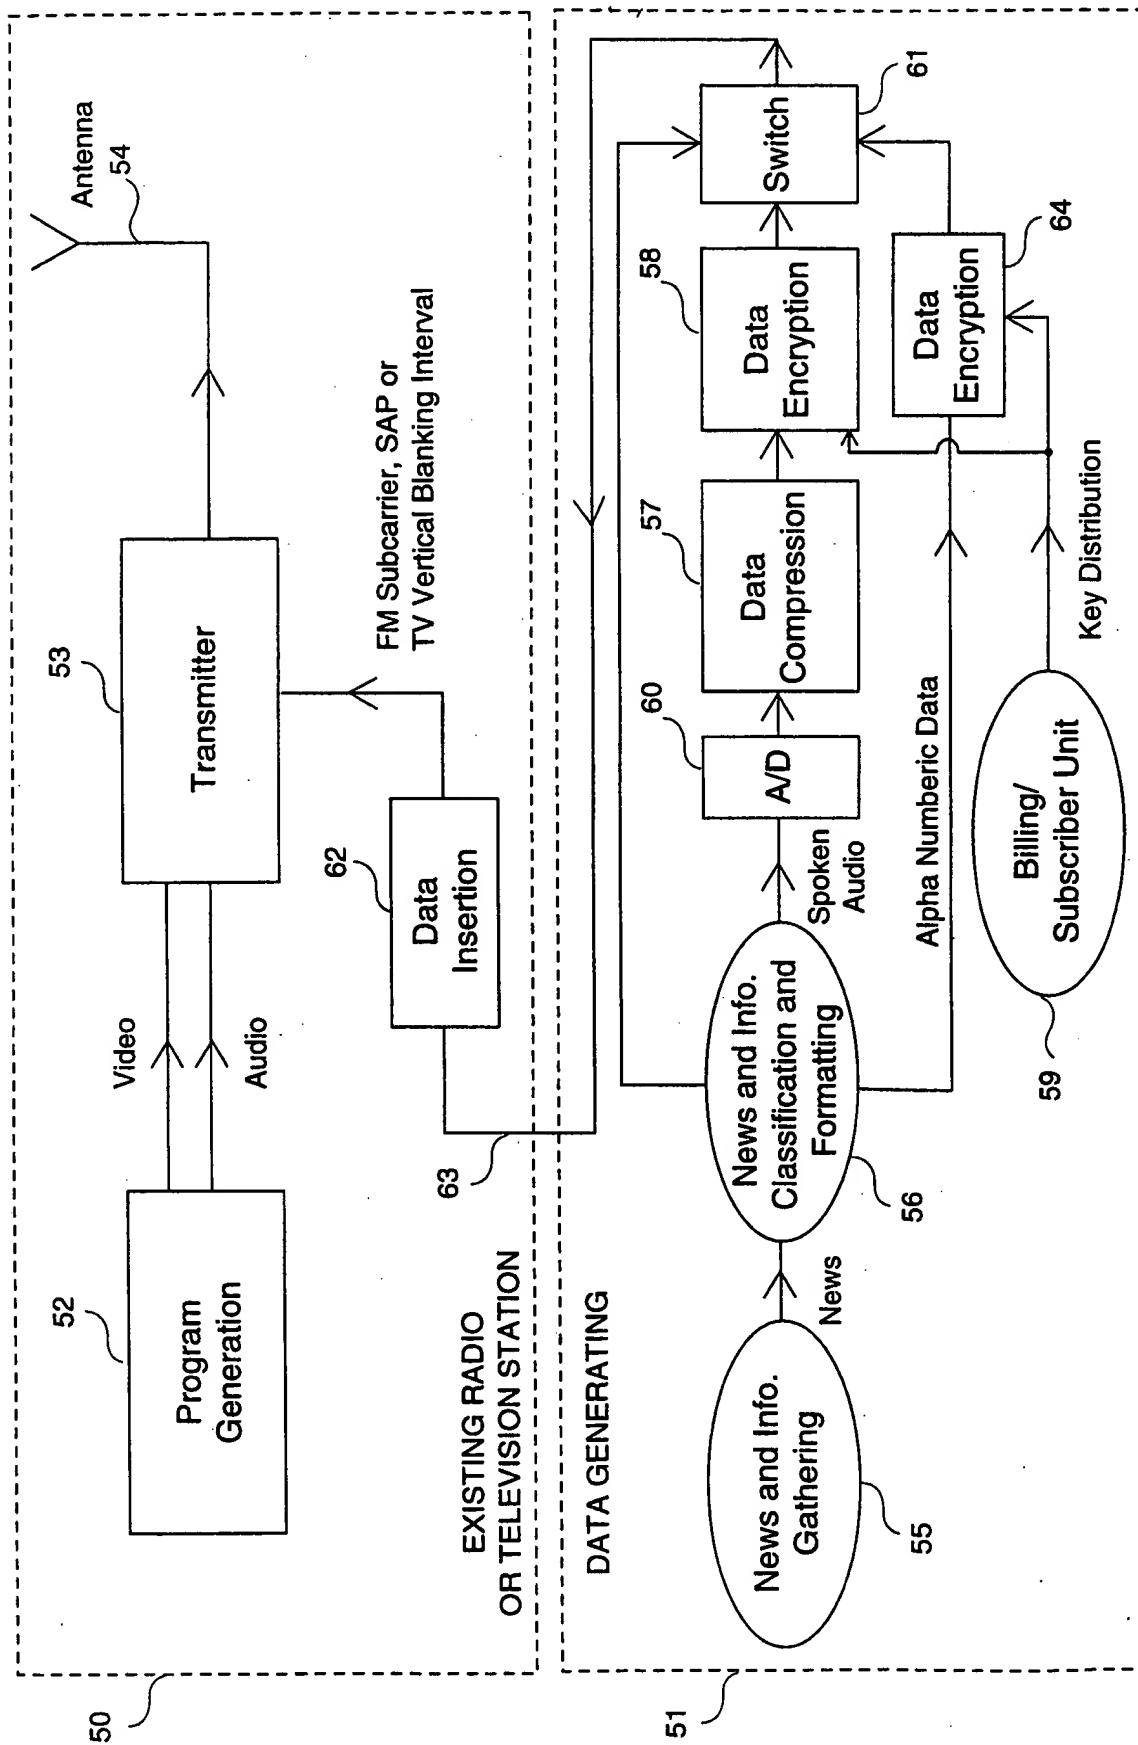 50
52
Program
Generation
Video
Audio
53
Transmitter
Antenna
54
62
Data
Insertion
FM Subcarrier, SAP or
TV Vertical Blanking Interval
63
EXISTING RADIO
OR TELEVISION STATION
51
DATA GENERATING
News and Info.
Gathering
55
News
News and Info.
Classification and
Formatting
56
Spoken
Audio
60
A/D
57
Data
Compression
58
Data
Encryption
Switch
61
Alpha Numberic Data
Data
Encryption
64
Billing/
Subscriber Unit
59
Key Distribution